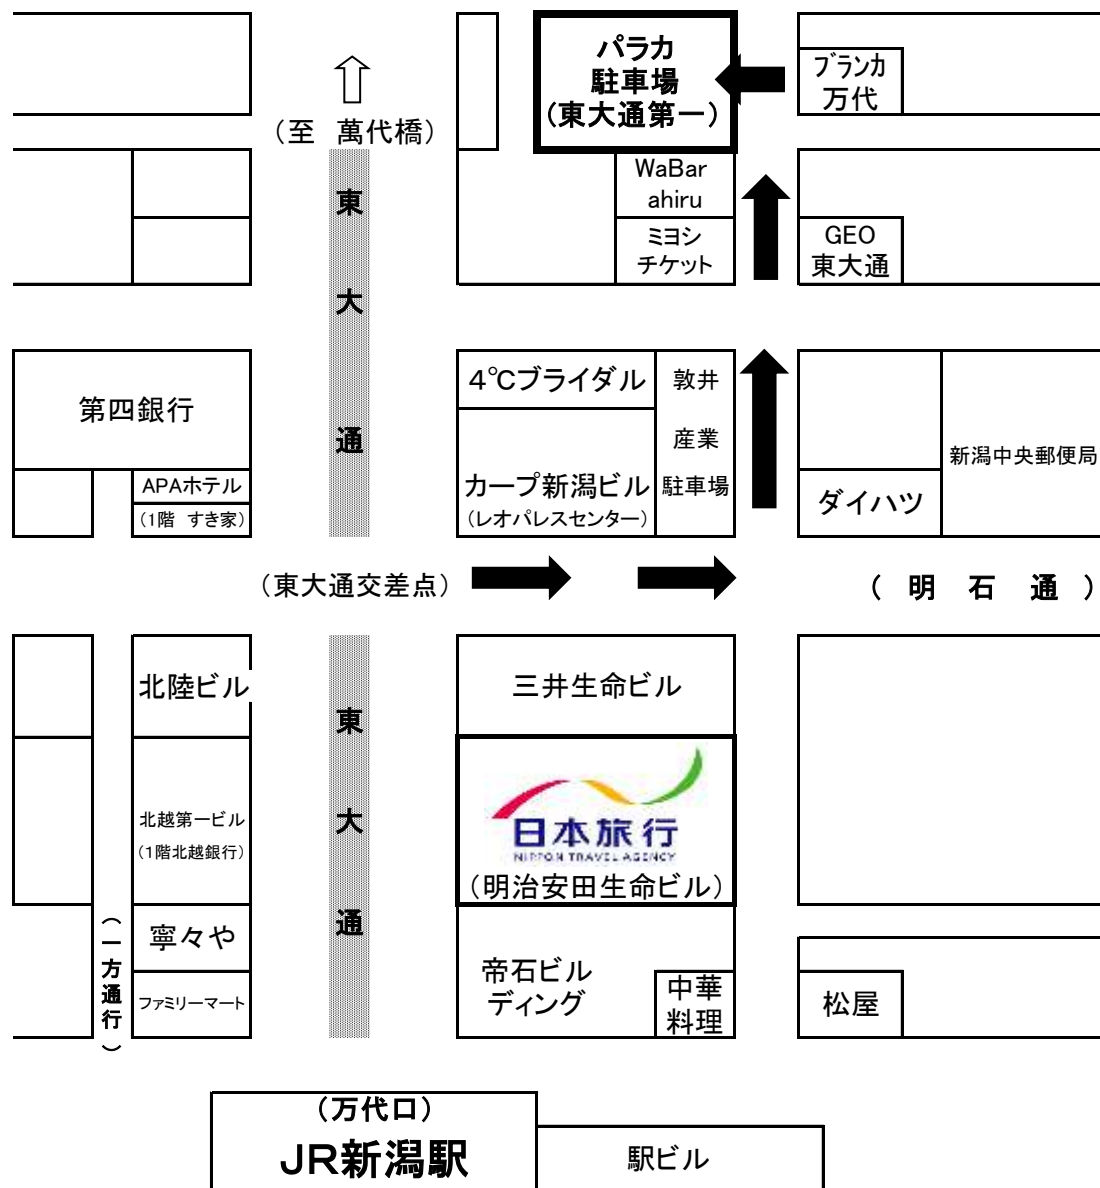 パラカ
駐車場
(東大通第一)
ブランカ
万代
(至 萬代橋)
東大通
WaBar
ahiru
ミヨシ
チケット
GEO
東大通
第四銀行
APAホテル
(1階 すき家)
4℃ブライダル
カープ新潟ビル
(レオパレスセンター)
敦井
産業
駐車場
ダイハツ
新潟中央郵便局
(東大通交差点)
(明石通)
北陸ビル
北越第一ビル
(1階北越銀行)
寧々や
ファミリーマート
(一方通行)
東大通
三井生命ビル
日本旅行
NIPPON TRAVEL AGENCY
(明治安田生命ビル)
帝石ビル
ディング
中華
料理
松屋
(万代口)
JR新潟駅
駅ビル